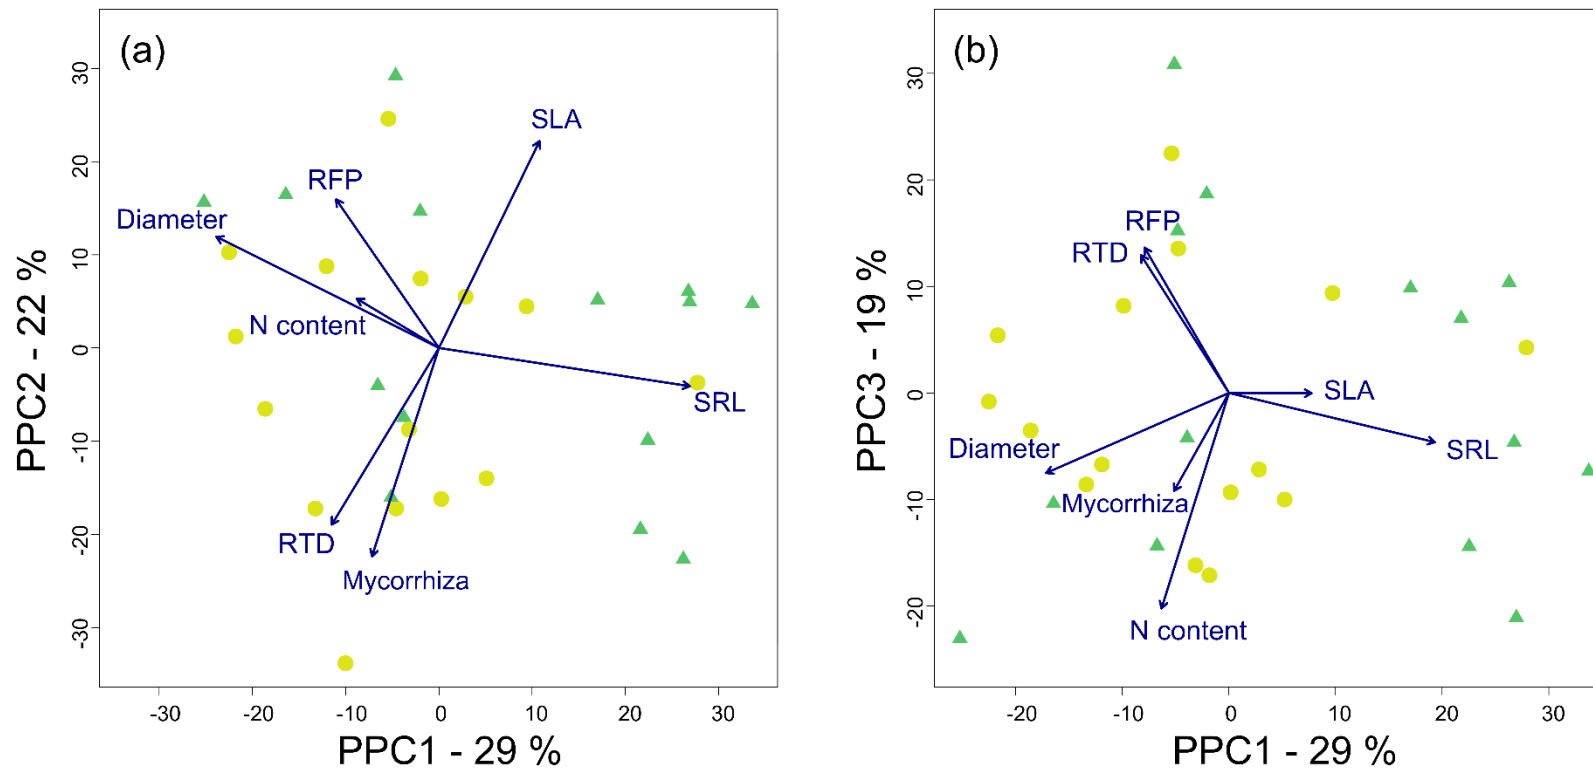 (a)
SLA
RFP
Diameter
N content
SRL
RTD
Mycorrhiza
PPC2 - 22 %
30
20
10
0
-10
-20
-30
-30
-20
-10
0
10
20
30
PPC1 - 29 %
(b)
RFP
RTD
SLA
Diameter
SRL
Mycorrhiza
N content
PPC3 - 19 %
30
20
10
0
-10
-20
-20
-10
0
10
20
30
PPC1 - 29 %